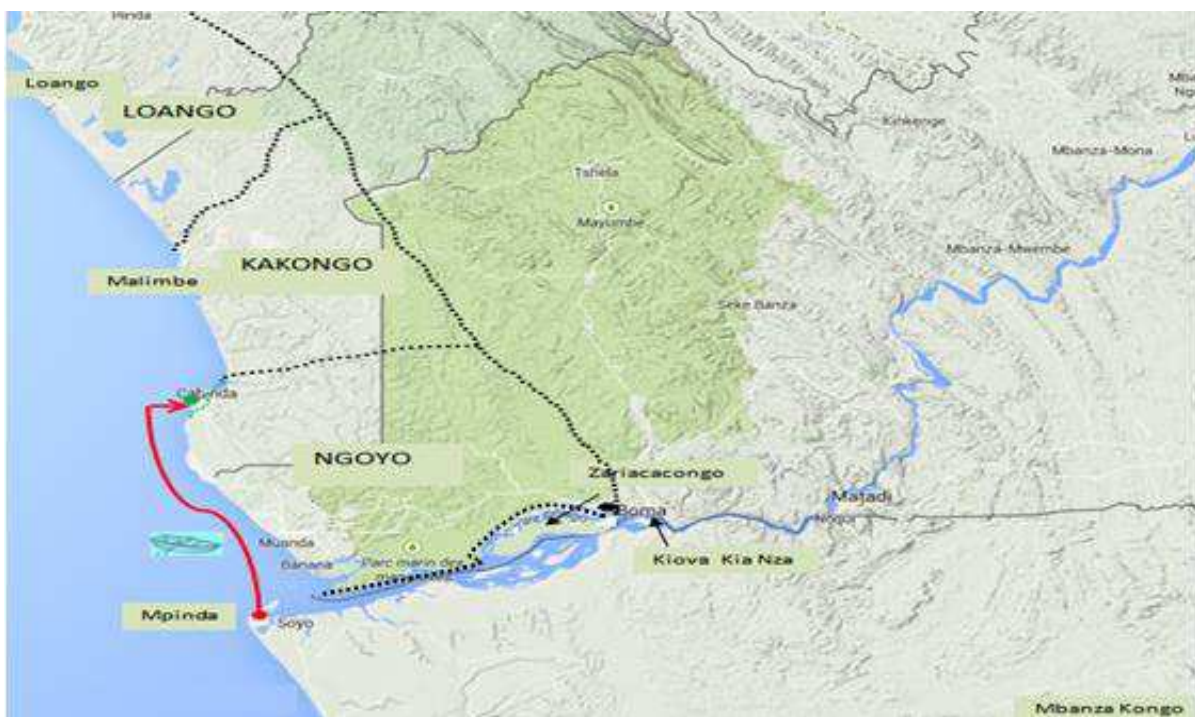 Hinda
Loango
LOANGO
Kinkenge
Mbanza-Mona
Tshela
Mayumbe
KAKONGO
Malimbe
Mbanza-Mwembe
Seke Banza
Cabinda
NGOYO
Zariacacongo
Boma
Matadi
Noqui
Muanda
Banana
Parc marin des
Kiova Kia Nza
Mpinda
Soyo
Mbanza Kongo